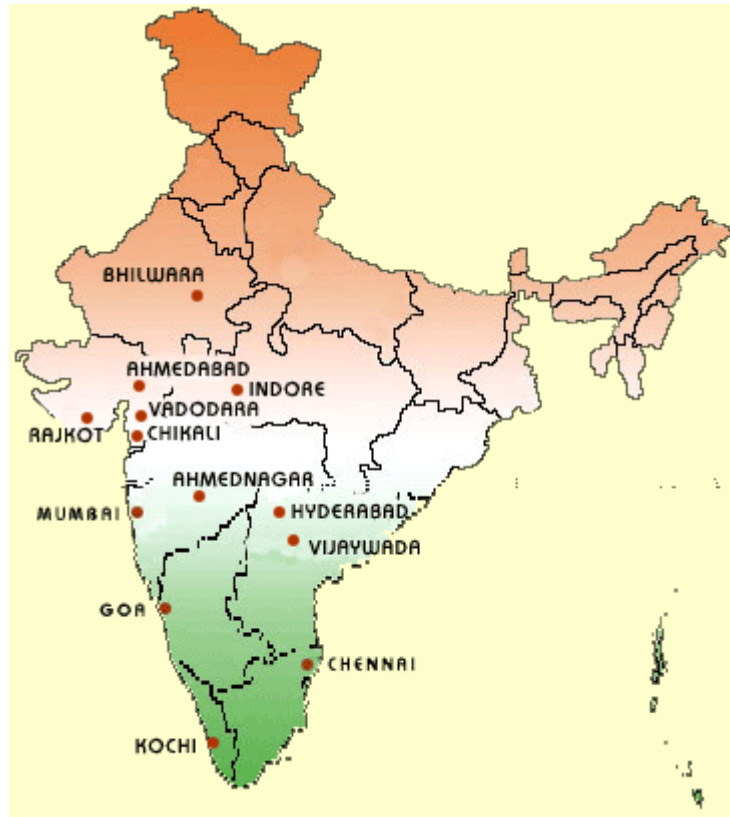 BHILWARA
AHMEDABAD
INDORE
VADODARA
RAJKOT
CHIKALI
AHMEDNAGAR
MUMBAI
HYDERABAD
VIJAYWADA
GOA
CHENNAI
KOCHI